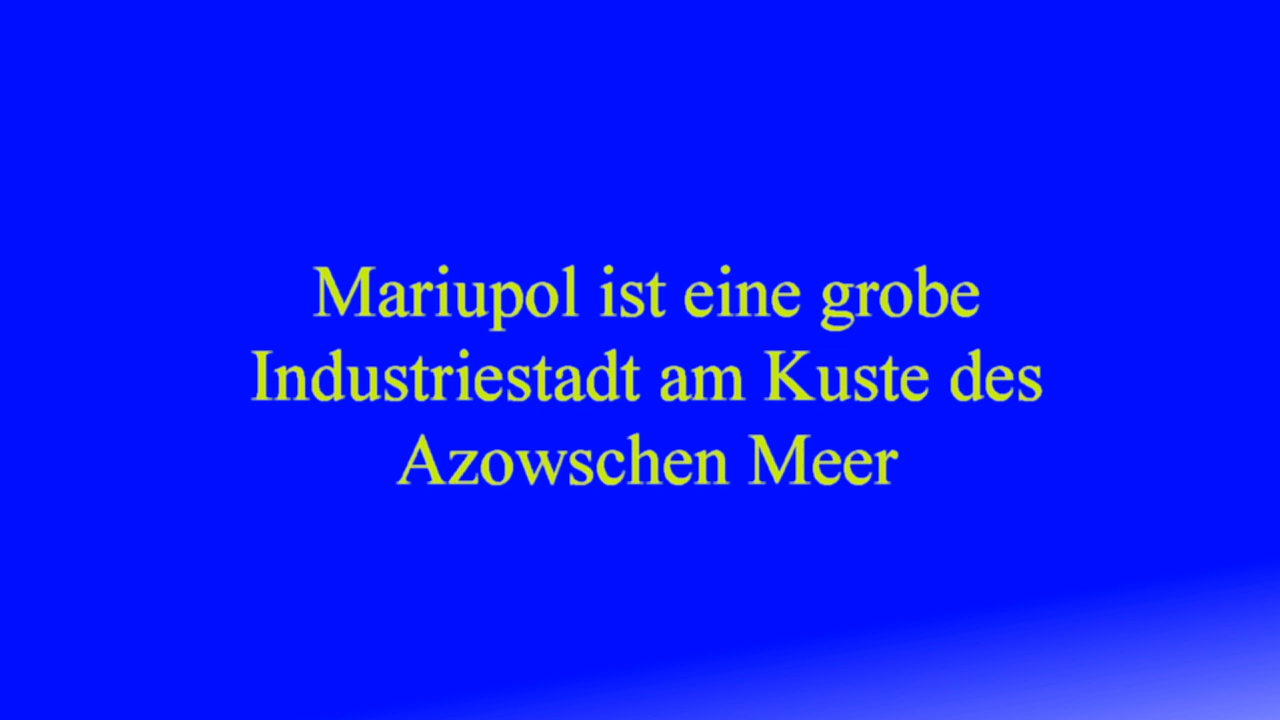 Mariupol ist eine grobe
Industriestadt am Kuste des
Azowschen Meer